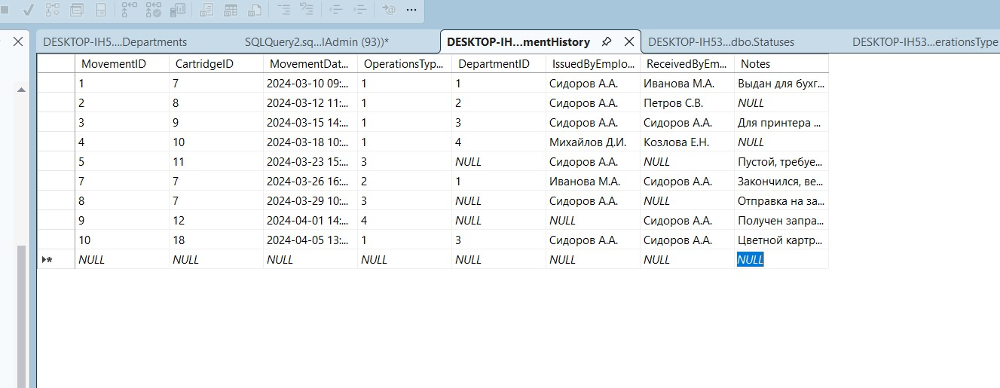 DESKTOP-IH5....Departments SQLQuery2.sq...lAdmin (93))* DESKTOP-IH...mentHistory DESKTOP-IH53...dbo.Statuses DESKTOP-IH53...erationsType
MovementID CartridgeID MovementDat... OperationsTyp... DepartmentID IssuedByEmplo... ReceivedByEm... Notes
1 7 2024-03-10 09:... 1 1 Сидоров А.А. Иванова М.А. Выдан для бухг...
2 8 2024-03-12 11:... 1 2 Сидоров А.А. Петров С.В. NULL
3 9 2024-03-15 14:... 1 3 Сидоров А.А. Сидоров А.А. Для принтера ...
4 10 2024-03-18 10:... 1 4 Михайлов Д.И. Козлова Е.Н. NULL
5 11 2024-03-23 15:... 3 NULL Сидоров А.А. NULL Пустой, требуе...
7 7 2024-03-26 16:... 2 1 Иванова М.А. Сидоров А.А. Закончился, ве...
8 7 2024-03-29 10:... 3 NULL Сидоров А.А. NULL Отправка на за...
9 12 2024-04-01 14:... 4 NULL NULL Сидоров А.А. Получен запра...
10 18 2024-04-05 13:... 1 3 Сидоров А.А. Сидоров А.А. Цветной картр...
NULL NULL NULL NULL NULL NULL NULL NULL